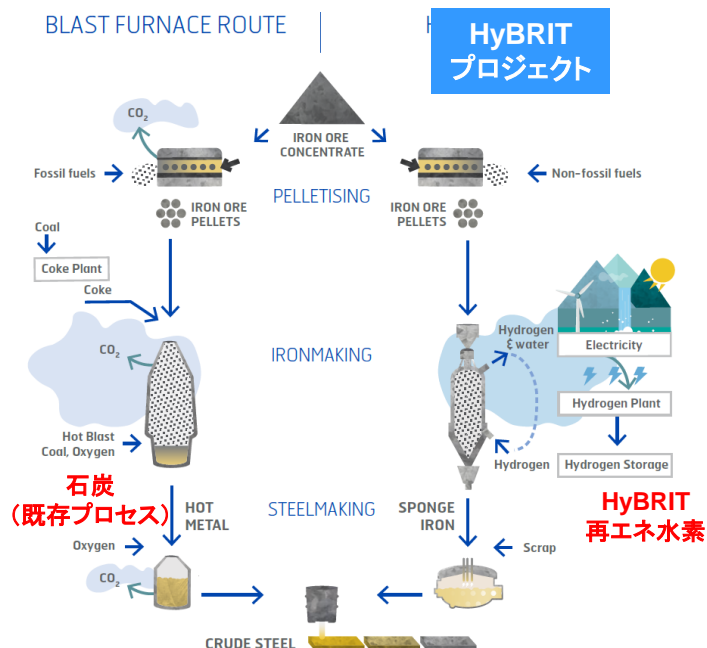 BLAST FURNACE ROUTE
HyBRIT
プロジェクト
CO2
IRON ORE
CONCENTRATE
Fossil fuels
Non-fossil fuels
PELLETISING
IRON ORE
PELLETS
IRON ORE
PELLETS
Coal
Coke Plant
Coke
CO2
IRONMAKING
Hydrogen
& water
Electricity
Hydrogen Plant
Hot Blast
Coal, Oxygen
Hydrogen
Hydrogen Storage
石炭
（既存プロセス）
HOT
METAL
STEELMAKING
SPONGE
IRON
HyBRIT
再エネ水素
Oxygen
Scrap
CO2
CRUDE STEEL